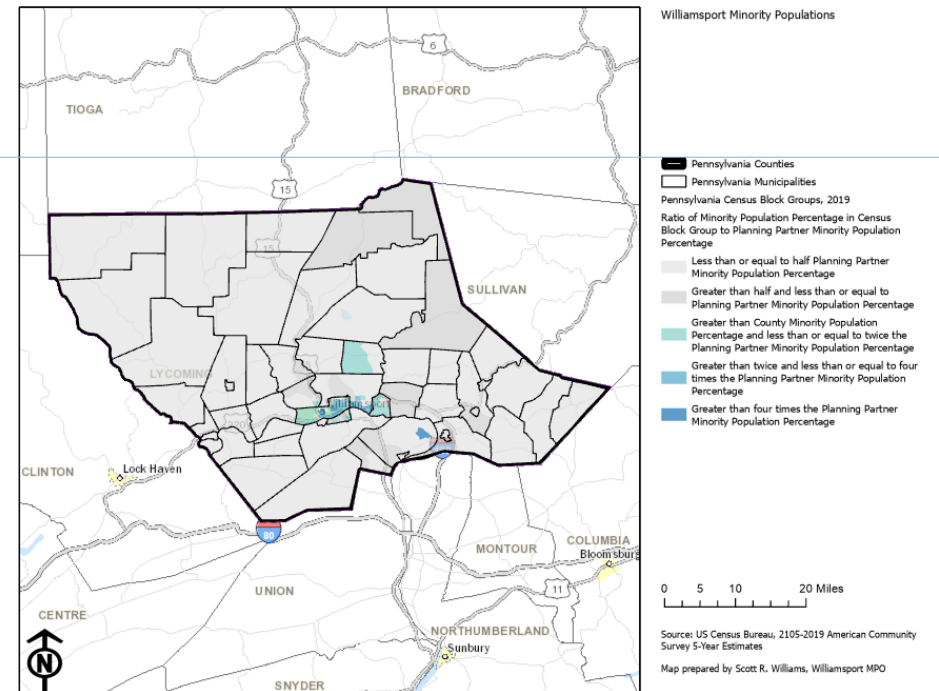 Williamsport Minority Populations
6
BRADFORD
TIOGA
15
15
SULLIVAN
LYCOMING
Williamsport
220
CLINTON
Lock Haven
80
MONTOUR
COLUMBIA
Bloomsburg
11
UNION
CENTRE
NORTHUMBERLAND
Sunbury
N
SNYDER
Pennsylvania Counties
Pennsylvania Municipalities
Pennsylvania Census Block Groups, 2019
Ratio of Minority Population Percentage in Census
Block Group to Planning Partner Minority Population
Percentage
Less than or equal to half Planning Partner
Minority Population Percentage
Greater than half and less than or equal to
Planning Partner Minority Population Percentage
Greater than County Minority Population
Percentage and less than or equal to twice the
Planning Partner Minority Population Percentage
Greater than twice and less than or equal to four
times the Planning Partner Minority Population
Percentage
Greater than four times the Planning Partner
Minority Population Percentage
0 5 10 20 Miles
Source: US Census Bureau, 2105-2019 American Community
Survey 5-Year Estimates
Map prepared by Scott R. Williams, Williamsport MPO